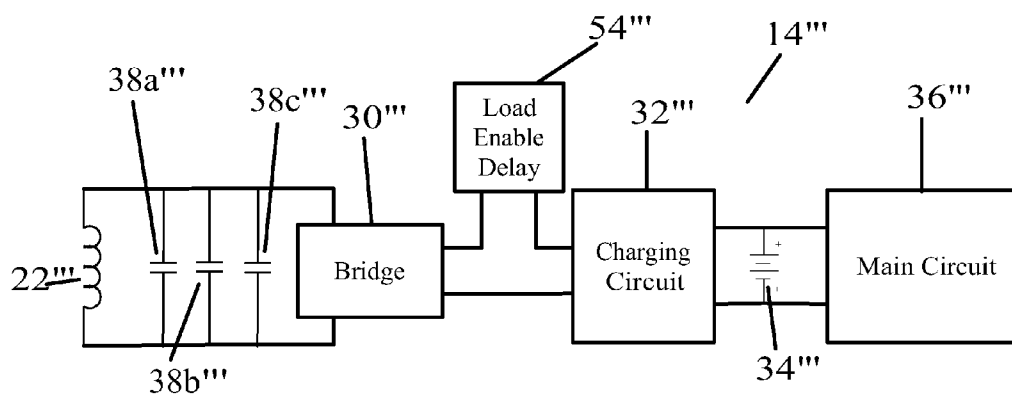 54'''
14'''
38a'''
38c'''
30'''
32'''
36'''
Load
Enable
Delay
22'''
Bridge
Charging
Circuit
Main Circuit
38b'''
34'''